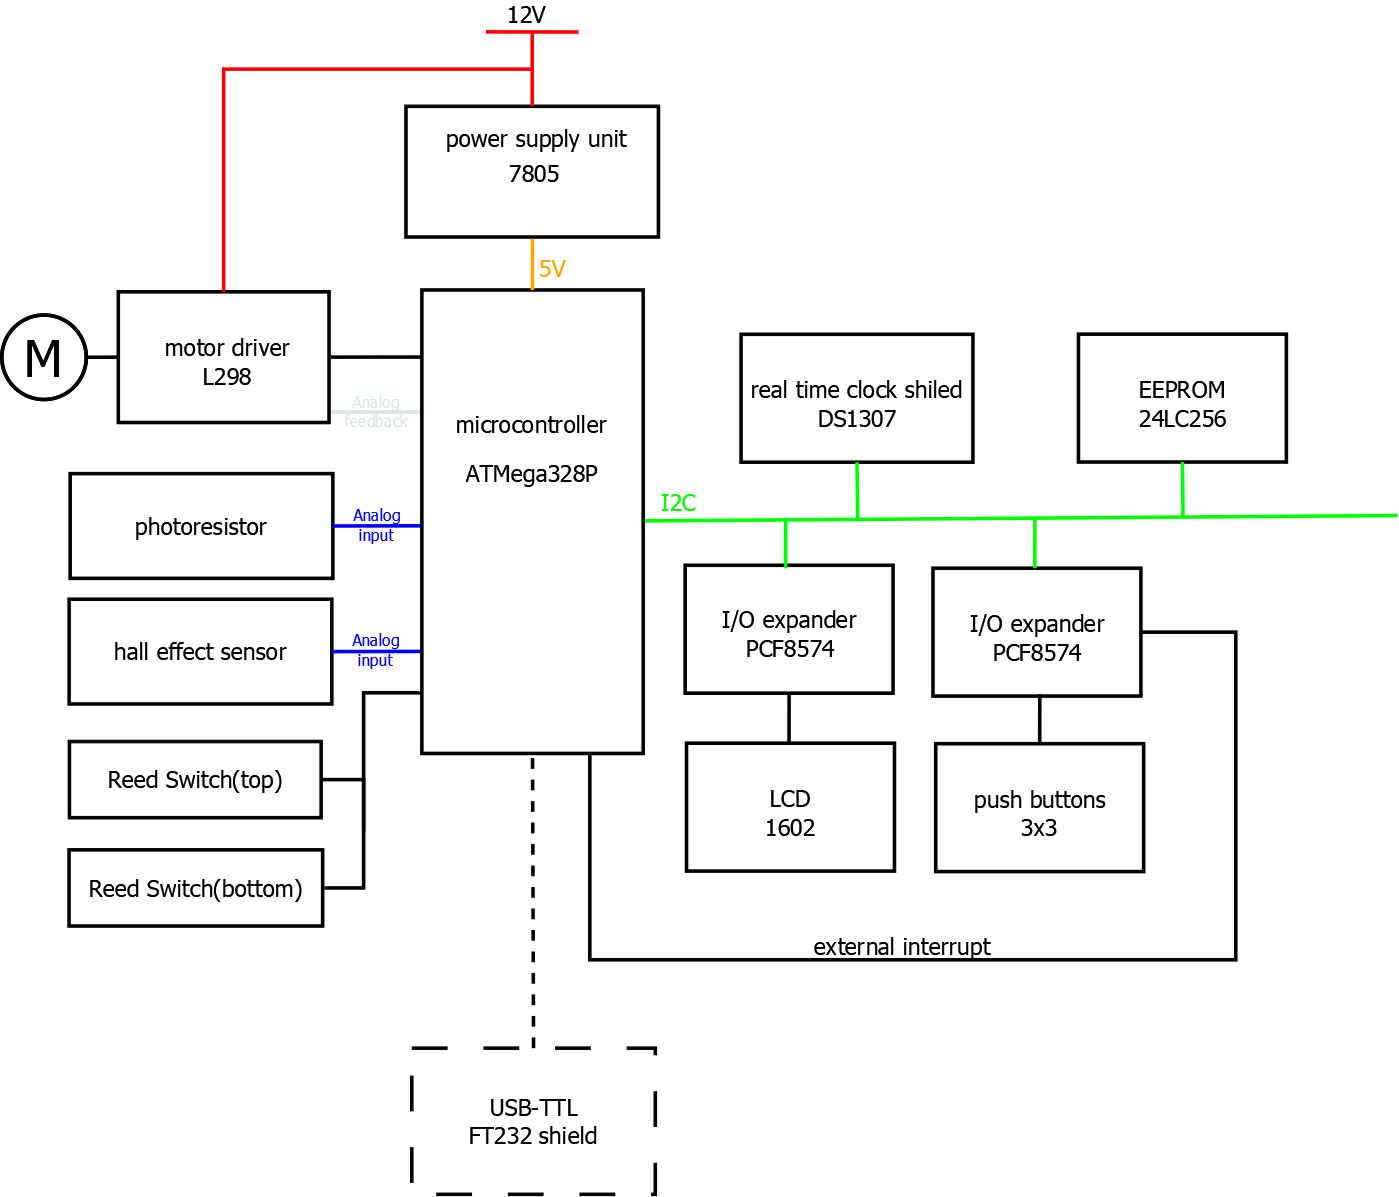 12V
power supply unit
7805
5V
M
motor driver
L298
Analog
feedback
microcontroller
ATMega328P
real time clock shiled
DS1307
EEPROM
24LC256
I2C
photoresistor
Analog
input
hall effect sensor
Analog
input
I/O expander
PCF8574
I/O expander
PCF8574
Reed Switch(top)
LCD
1602
push buttons
3x3
Reed Switch(bottom)
external interrupt
USB-TTL
FT232 shield